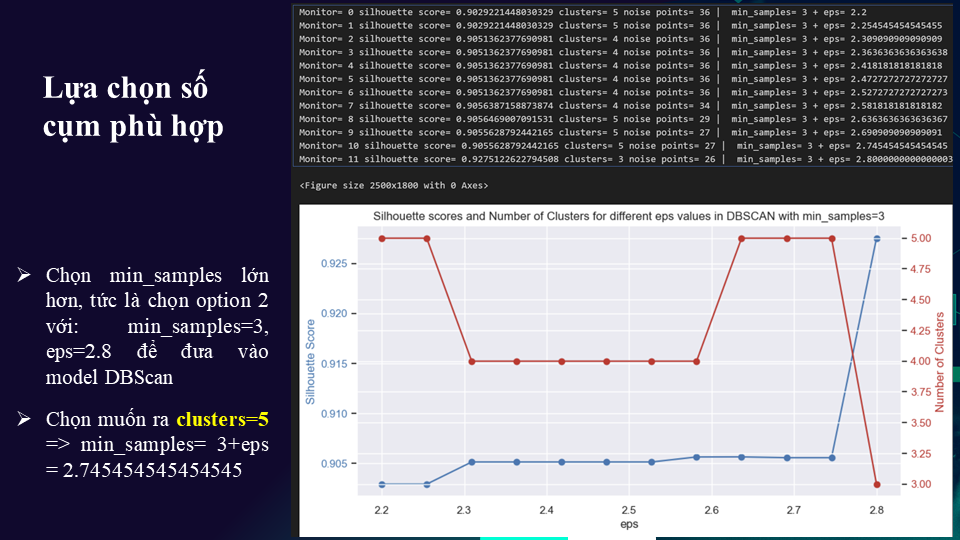 Lựa chọn số
cụm phù hợp
➢ Chọn min_samples lớn
hơn, tức là chọn option 2
với: min_samples=3,
eps=2.8 để đưa vào
model DBScan
➢ Chọn muốn ra clusters=5
=> min_samples= 3+eps
= 2.745454545454545
Monitor= 0 silhouette score= 0.9029221448030329 clusters= 5 noise points= 36 | min_samples= 3 + eps= 2.2
Monitor= 1 silhouette score= 0.9029221448030329 clusters= 5 noise points= 36 | min_samples= 3 + eps= 2.254545454545455
Monitor= 2 silhouette score= 0.9051362377690981 clusters= 4 noise points= 36 | min_samples= 3 + eps= 2.309090909090909
Monitor= 3 silhouette score= 0.9051362377690981 clusters= 4 noise points= 36 | min_samples= 3 + eps= 2.3636363636363638
Monitor= 4 silhouette score= 0.9051362377690981 clusters= 4 noise points= 36 | min_samples= 3 + eps= 2.418181818181818
Monitor= 5 silhouette score= 0.9051362377690981 clusters= 4 noise points= 36 | min_samples= 3 + eps= 2.4727272727272727
Monitor= 6 silhouette score= 0.9051362377690981 clusters= 4 noise points= 36 | min_samples= 3 + eps= 2.5272727272727273
Monitor= 7 silhouette score= 0.9056387158873874 clusters= 4 noise points= 34 | min_samples= 3 + eps= 2.581818181818182
Monitor= 8 silhouette score= 0.9056469007091531 clusters= 5 noise points= 29 | min_samples= 3 + eps= 2.6363636363636367
Monitor= 9 silhouette score= 0.9055628792442165 clusters= 5 noise points= 27 | min_samples= 3 + eps= 2.690909090909091
Monitor= 10 silhouette score= 0.9055628792442165 clusters= 5 noise points= 27 | min_samples= 3 + eps= 2.745454545454545
Monitor= 11 silhouette score= 0.9275122622794508 clusters= 3 noise points= 26 | min_samples= 3 + eps= 2.8000000000000003
<Figure size 2500x1800 with 0 Axes>
Silhouette scores and Number of Clusters for different eps values in DBSCAN with min_samples=3
Silhouette Score
0.925
0.920
0.915
0.910
0.905
5.00
4.75
4.50
4.25
4.00
3.75
3.50
3.25
3.00
Number of Clusters
2.2 2.3 2.4 2.5 2.6 2.7 2.8
eps